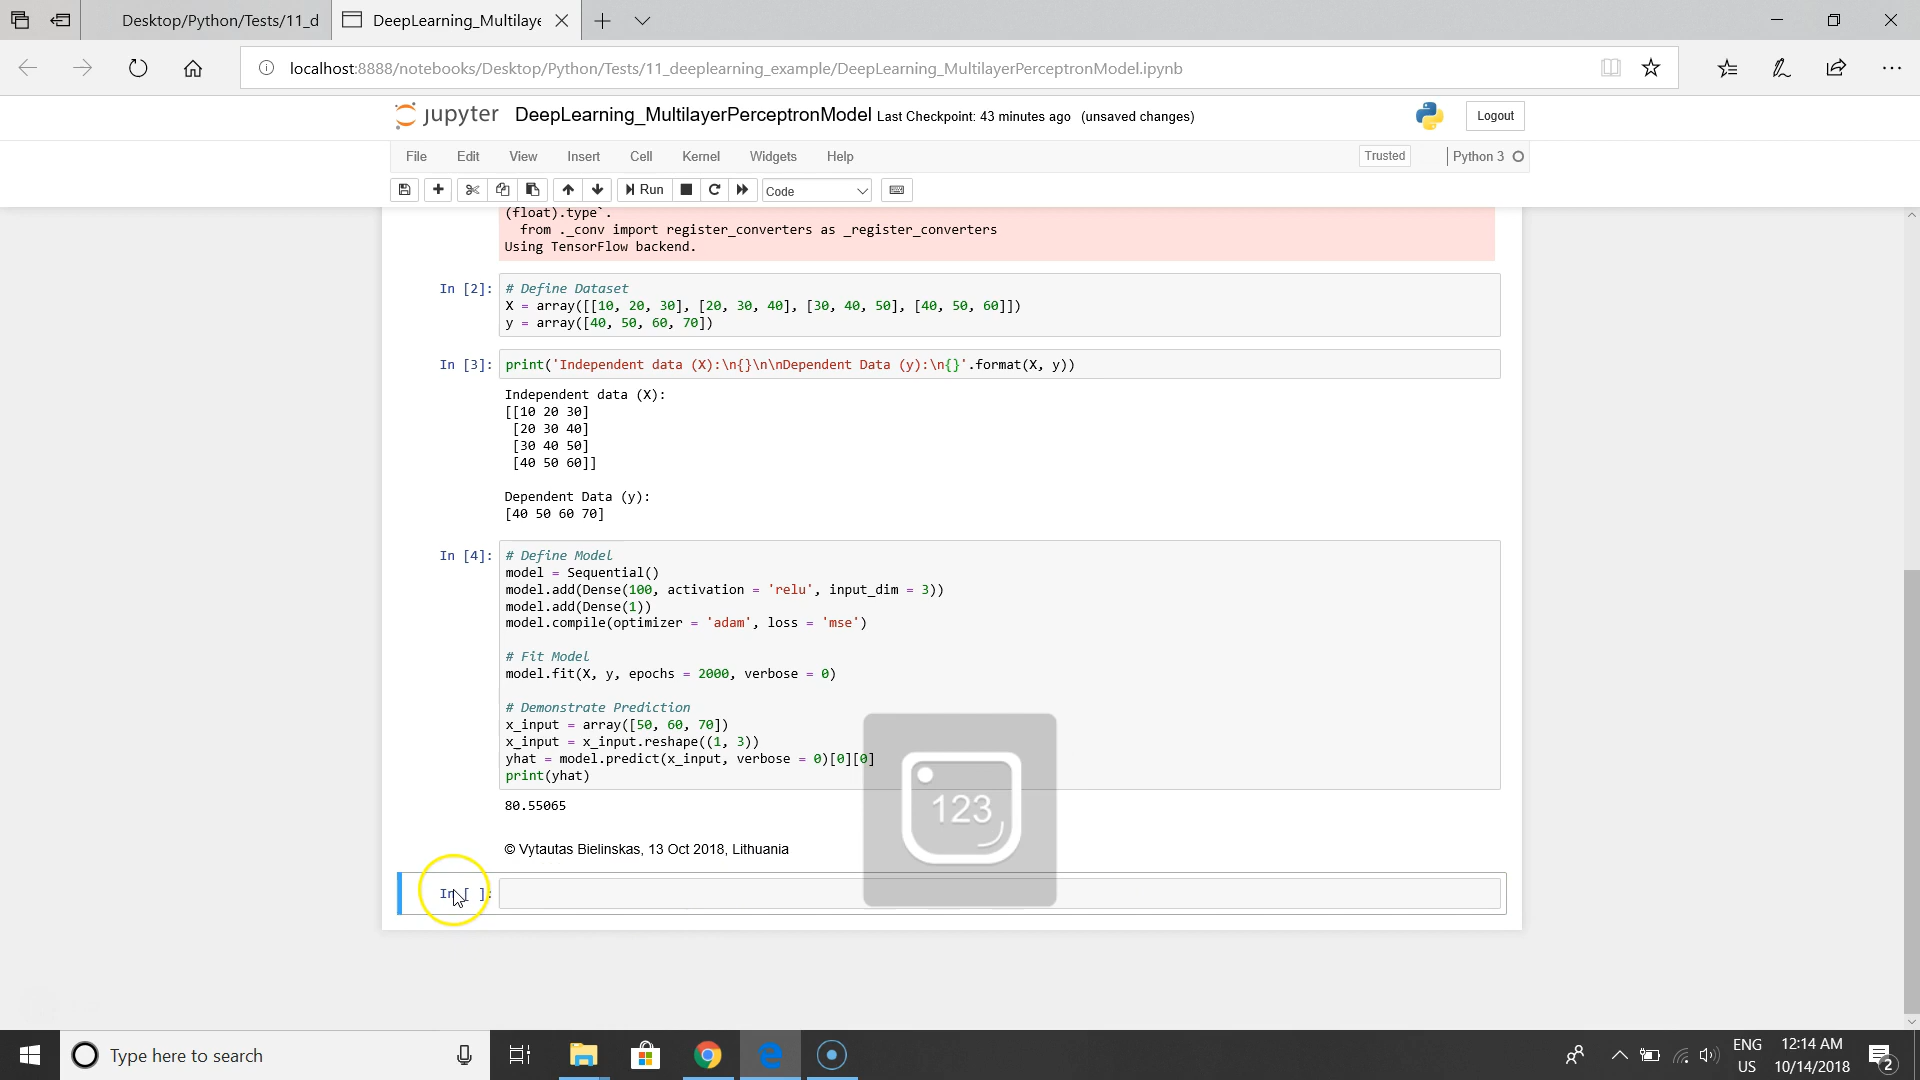 Desktop/Python/Tests/11_d
DeepLearning_Multilaye
localhost:8888/notebooks/Desktop/Python/Tests/11_deeplearning_example/DeepLearning_MultilayerPerceptronModel.ipynb
jupyter DeepLearning_MultilayerPerceptronModel Last Checkpoint: 43 minutes ago (unsaved changes)
Logout
File Edit View Insert Cell Kernel Widgets Help Trusted Python 3
Run Code
(float).type`.
from ._conv import register_converters as _register_converters
Using TensorFlow backend.
In [2]: # Define Dataset
X = array([[10, 20, 30], [20, 30, 40], [30, 40, 50], [40, 50, 60]])
y = array([40, 50, 60, 70])
In [3]: print('Independent data (X):\n{}\n\nDependent Data (y):\n{}'.format(X, y))
Independent data (X):
[[10 20 30]
[20 30 40]
[30 40 50]
[40 50 60]]
Dependent Data (y):
[40 50 60 70]
In [4]: # Define Model
model = Sequential()
model.add(Dense(100, activation = 'relu', input_dim = 3))
model.add(Dense(1))
model.compile(optimizer = 'adam', loss = 'mse')
# Fit Model
model.fit(X, y, epochs = 2000, verbose = 0)
# Demonstrate Prediction
x_input = array([50, 60, 70])
x_input = x_input.reshape((1, 3))
yhat = model.predict(x_input, verbose = 0)[0][0]
print(yhat)
80.55065
123
© Vytautas Bielinskas, 13 Oct 2018, Lithuania
In [ ]:
Type here to search
ENG
US
12:14 AM
10/14/2018
2